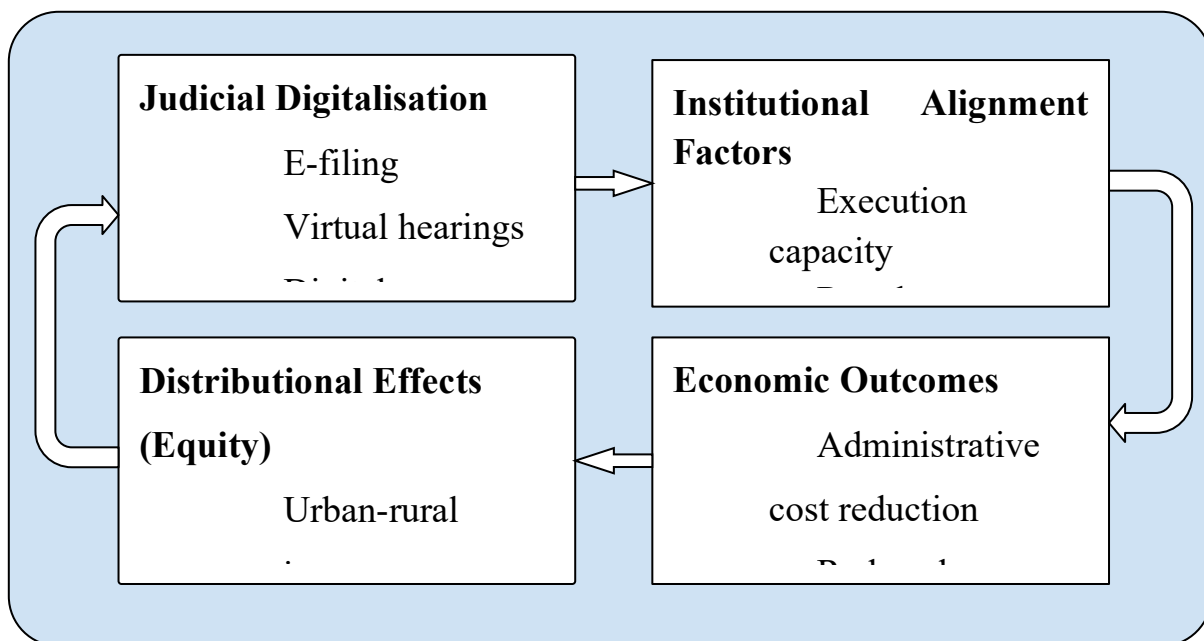 Judicial Digitalisation
E-filing
Virtual hearings
Institutional Alignment
Factors
Execution
capacity
Distributional Effects
(Equity)
Urban-rural
Economic Outcomes
Administrative
cost reduction